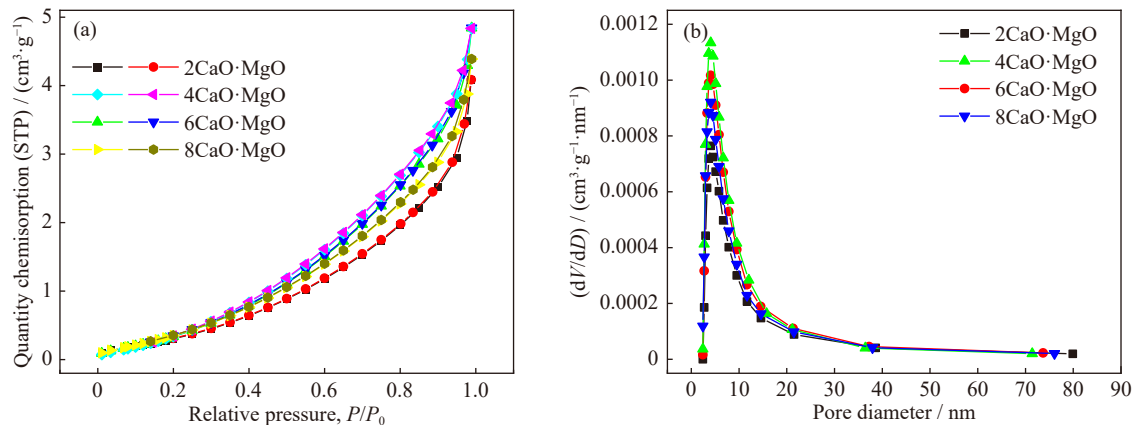 (a)
5
4
3
2
1
0
Quantity chemisorption (STP) / (cm³·g⁻¹)
2CaO·MgO
4CaO·MgO
6CaO·MgO
8CaO·MgO
0 0.2 0.4 0.6 0.8 1.0
Relative pressure, P/P₀
(b)
0.0012
0.0010
0.0008
0.0006
0.0004
0.0002
0
(dV/dD) / (cm³·g⁻¹·nm⁻¹)
2CaO·MgO
4CaO·MgO
6CaO·MgO
8CaO·MgO
0 10 20 30 40 50 60 70 80 90
Pore diameter / nm